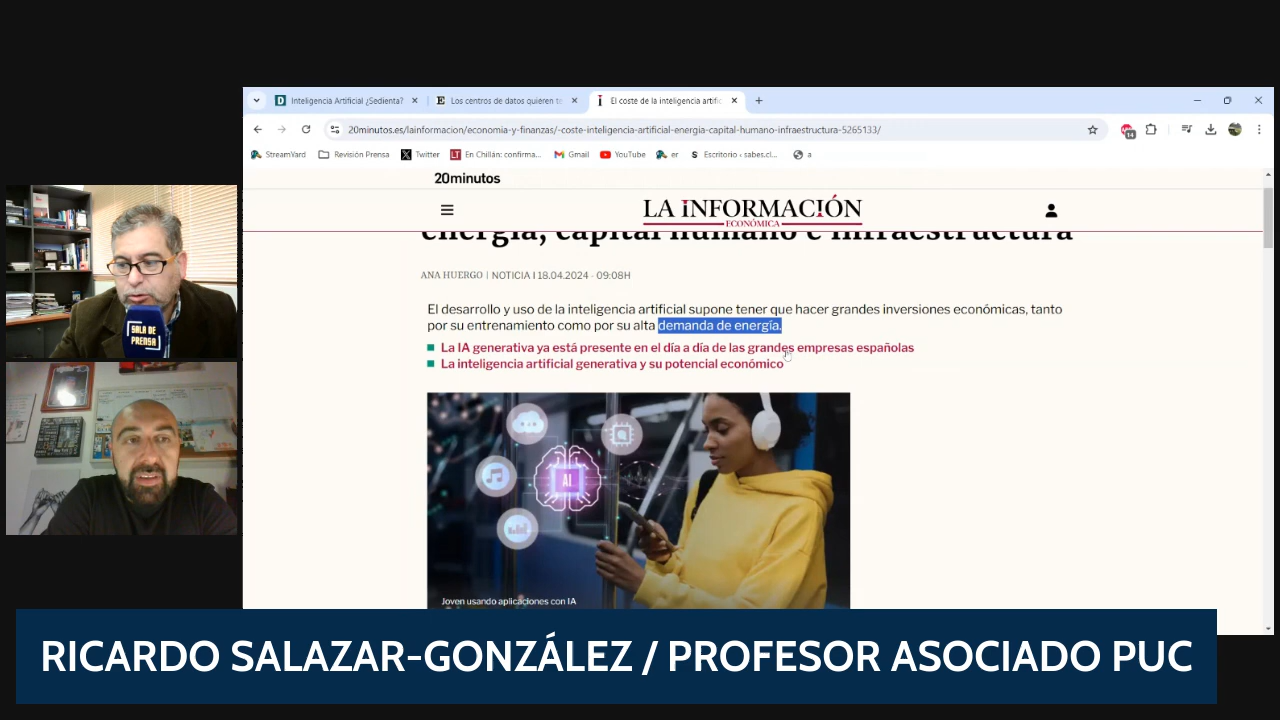 Inteligencia Artificial ¿Sedienta?
Los centros de datos quieren
El coste de la inteligencia artific
20minutos.es/lainformacion/economia-y-finanzas/-coste-inteligencia-artificial-energia-capital-humano-infraestructura-5265133/
StreamYard
Revisión Prensa
Twitter
En Chillán: confirma...
Gmail
YouTube
er
Escritorio ‹ sabes.cl...
a
20minutos
LA iNFORMACIÓN
ECONÓMICA
energía, capital humano e infraestructura
ANA HUERGO | NOTICIA I 18.04.2024 - 09:08H
El desarrollo y uso de la inteligencia artificial supone tener que hacer grandes inversiones económicas, tanto
por su entrenamiento como por su alta demanda de energía.
La IA generativa ya está presente en el día a día de las grandes empresas españolas
La inteligencia artificial generativa y su potencial económico
AI
Joven usando aplicaciones con IA
SALA DE
PRENSA
RICARDO SALAZAR-GONZÁLEZ / PROFESOR ASOCIADO PUC